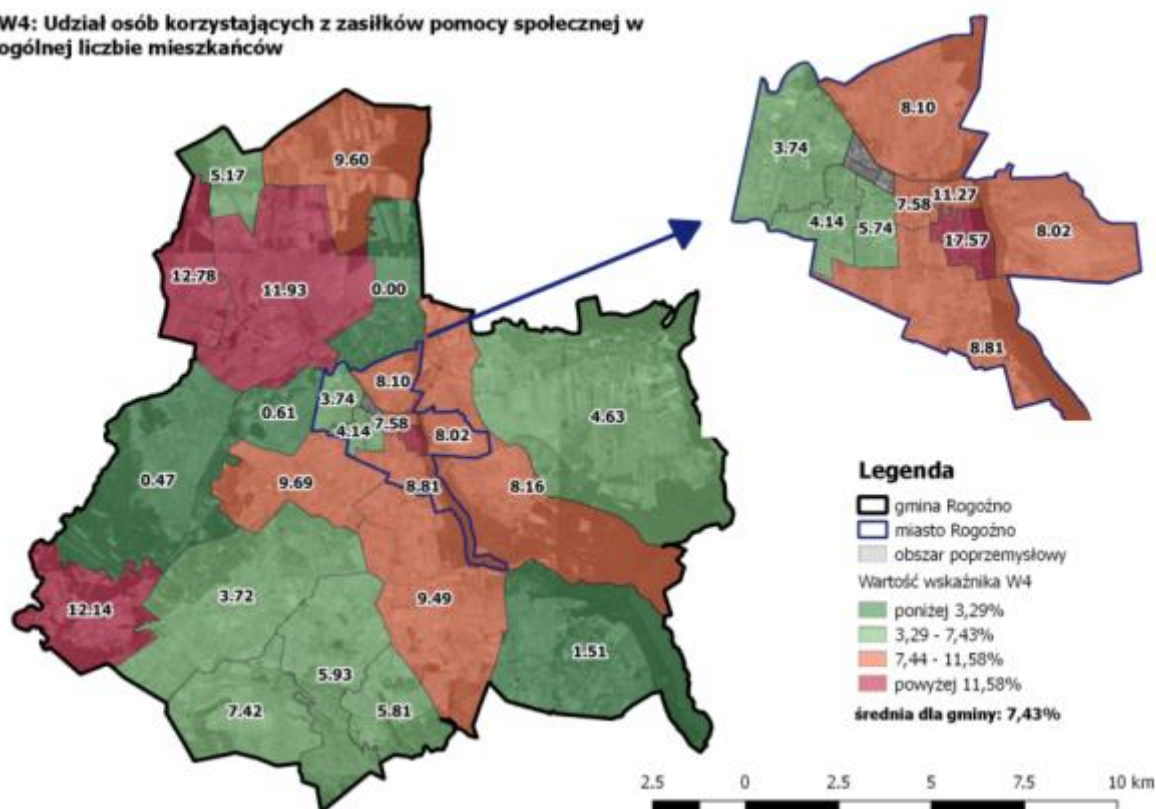 W4: Udział osób korzystających z zasiłków pomocy społecznej w
ogólnej liczbie mieszkańców
8.10
3.74
7.58
11.27
4.14
5.74
17.57
8.02
8.81
9.60
5.17
12.78
11.93
0.00
8.10
3.74
0.61
7.58
4.14
8.02
4.63
0.47
9.69
8.81
8.16
12.14
3.72
9.49
5.93
1.51
7.42
5.81
Legenda
gmina Rogoźno
miasto Rogoźno
obszar poprzemysłowy
Wartość wskaźnika W4
poniżej 3,29%
3,29 - 7,43%
7,44 - 11,58%
powyżej 11,58%
średnia dla gminy: 7,43%
2.5 0 2.5 5 7.5 10 km